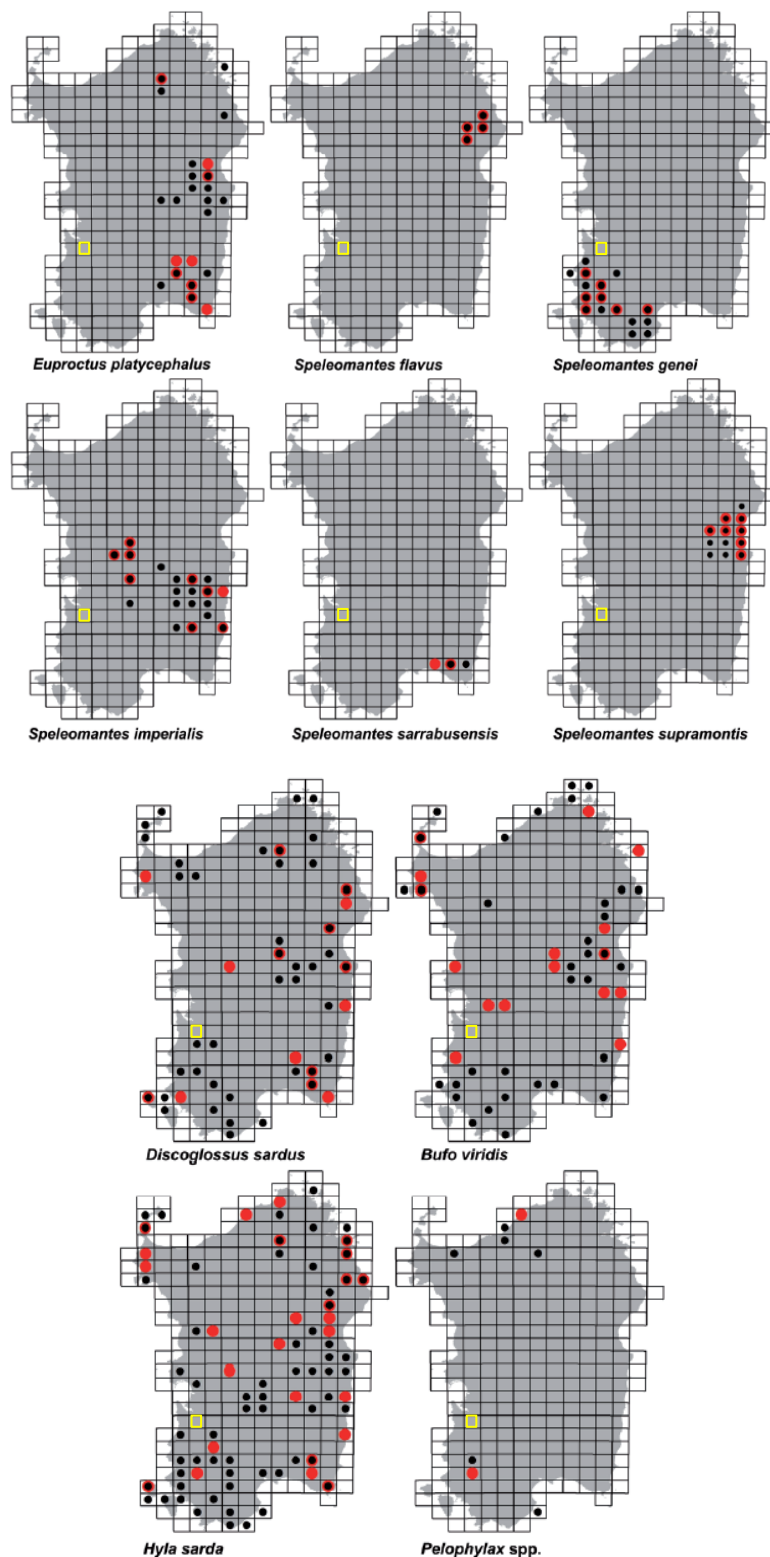 Euproctus platycephalus
Speleomantes flavus
Speleomantes genei
Speleomantes imperialis
Speleomantes sarrabusensis
Speleomantes supramontis
Discoglossus sardus
Bufo viridis
Hyla sarda
Pelophylax spp.